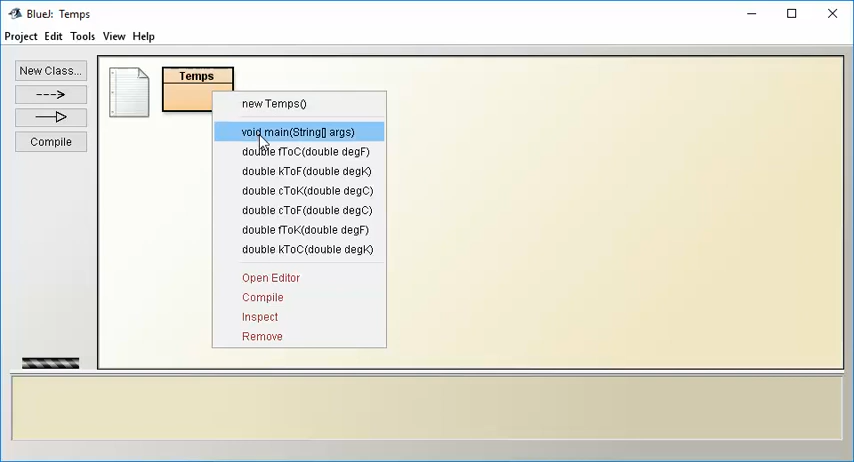 BlueJ: Temps
Project Edit Tools View Help
New Class...
Compile
Temps
new Temps()
void main(String[] args)
double fToC(double degF)
double kToF(double degK)
double cToK(double degC)
double cToF(double degC)
double fToK(double degF)
double kToC(double degK)
Open Editor
Compile
Inspect
Remove